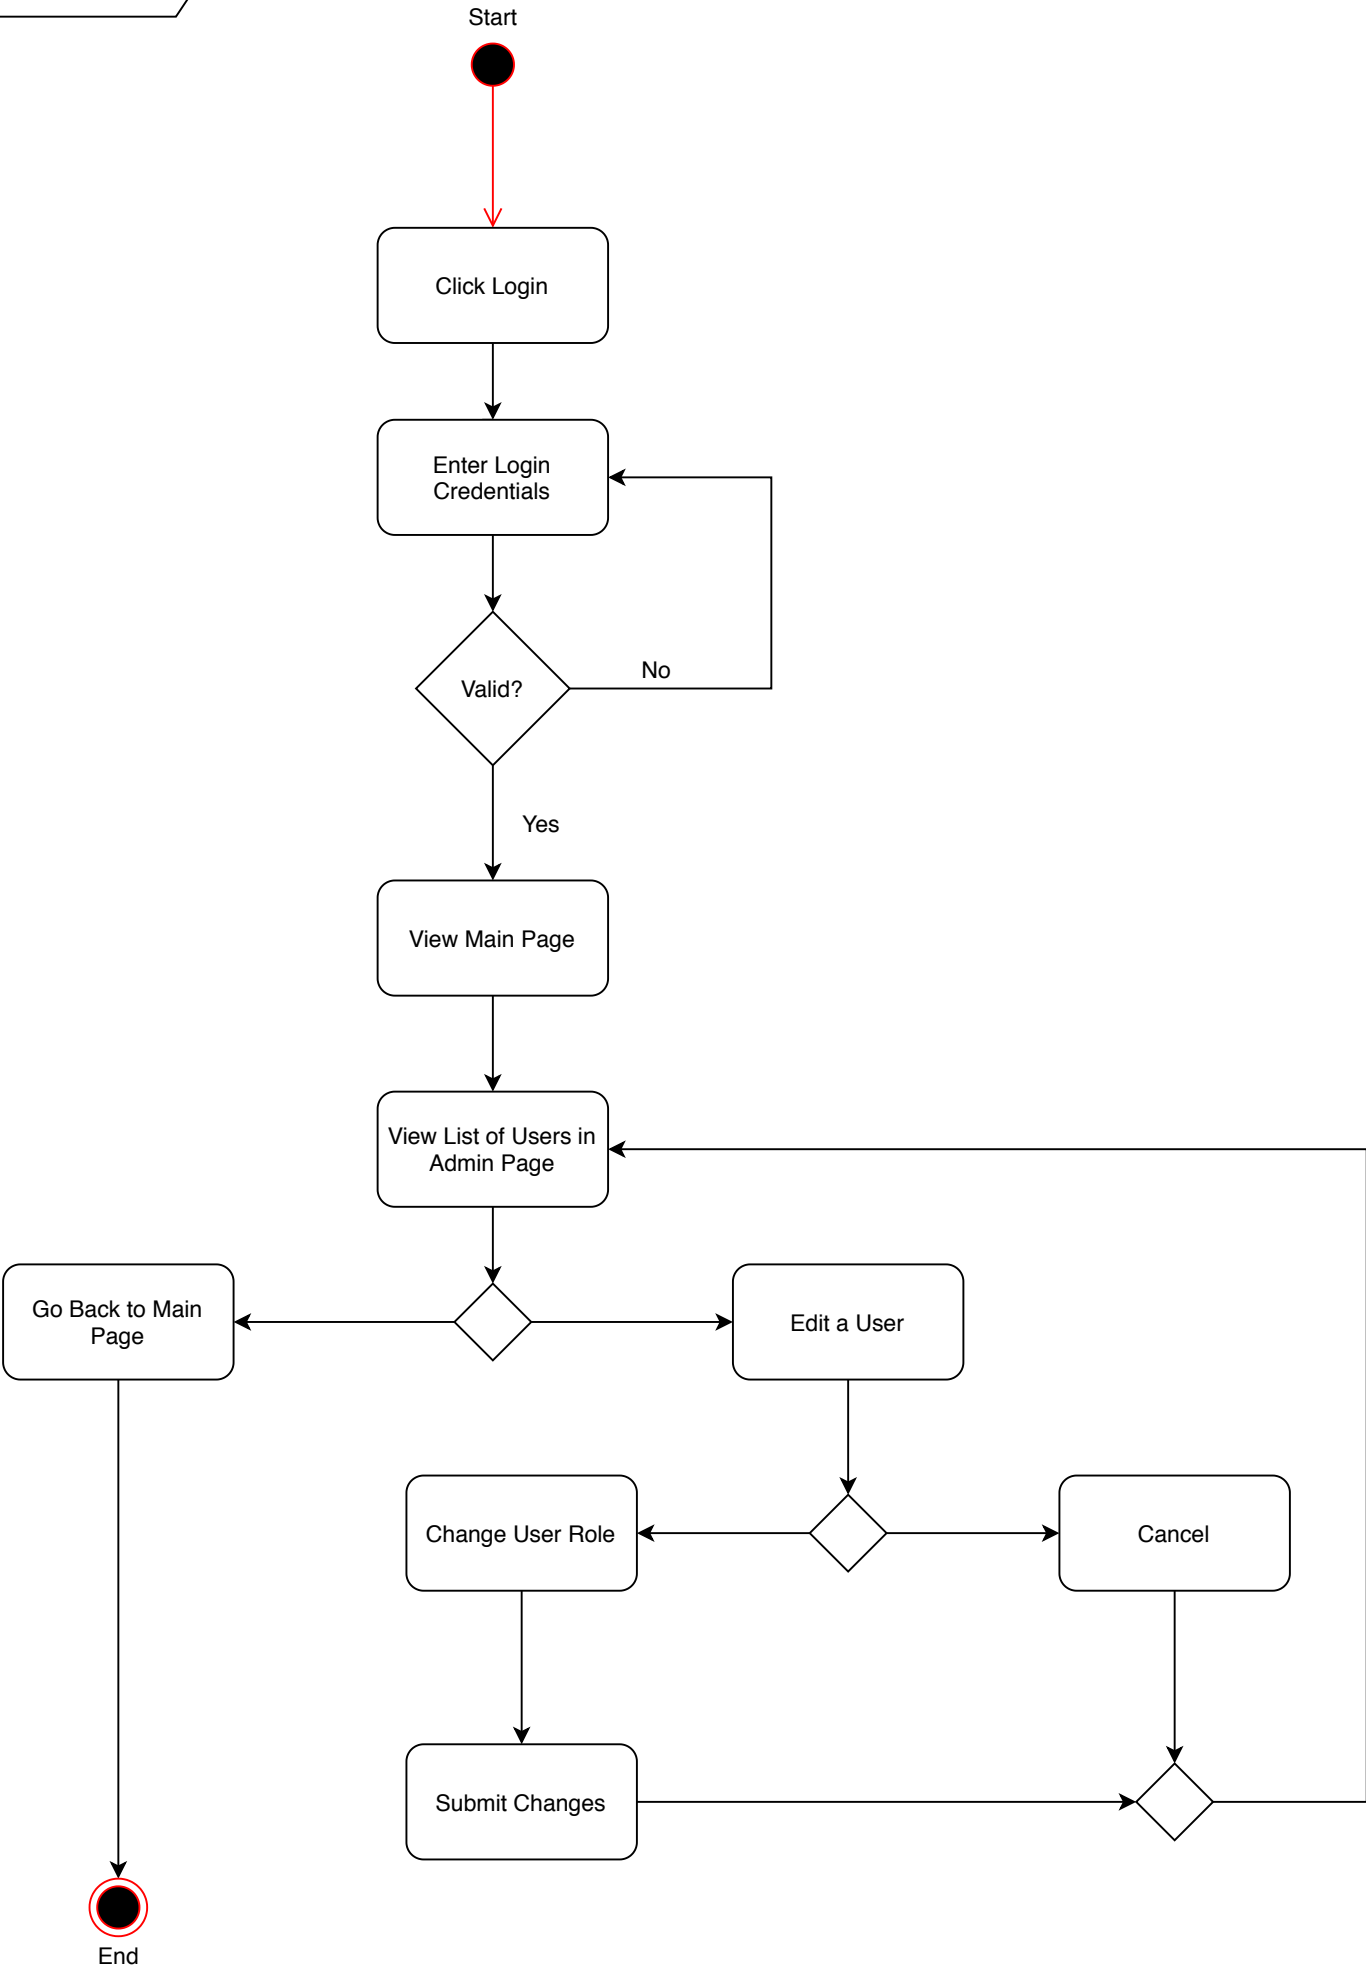 Start
Click Login
Enter Login
Credentials
No
Valid?
Yes
View Main Page
View List of Users in
Admin Page
Go Back to Main
Page
Edit a User
Change User Role
Cancel
Submit Changes
End